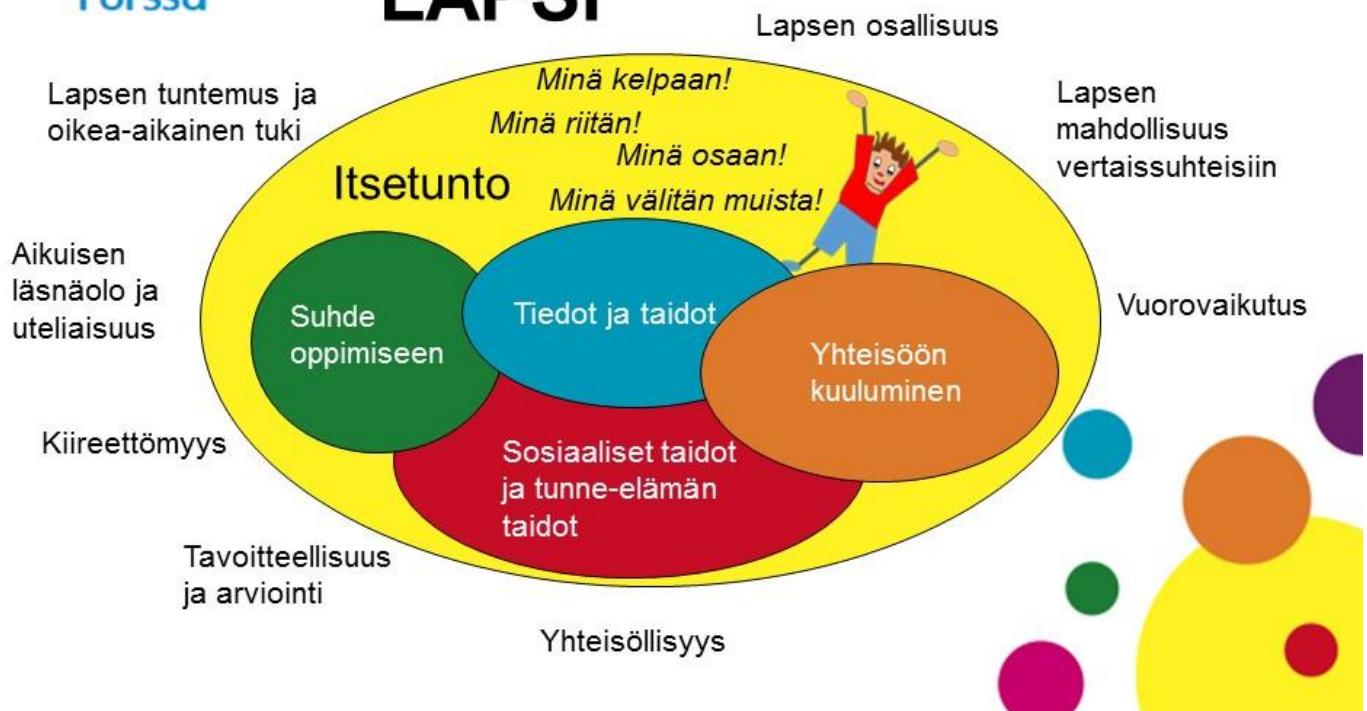 Forssa
LAPSI
Lapsen osallisuus
Lapsen tuntemus ja
oikea-aikainen tuki
Minä kelpaan!
Minä riitän!
Minä osaan!
Minä välitän muista!
Itsetunto
Lapsen
mahdollisuus
vertaissuhteisiin
Aikuisen
läsnäolo ja
uteliaisuus
Suhde
oppimiseen
Tiedot ja taidot
Yhteisöön
kuuluminen
Vuorovaikutus
Kiireettömyys
Sosiaaliset taidot
ja tunne-elämän
taidot
Tavoitteellisuus
ja arviointi
Yhteisöllisyys